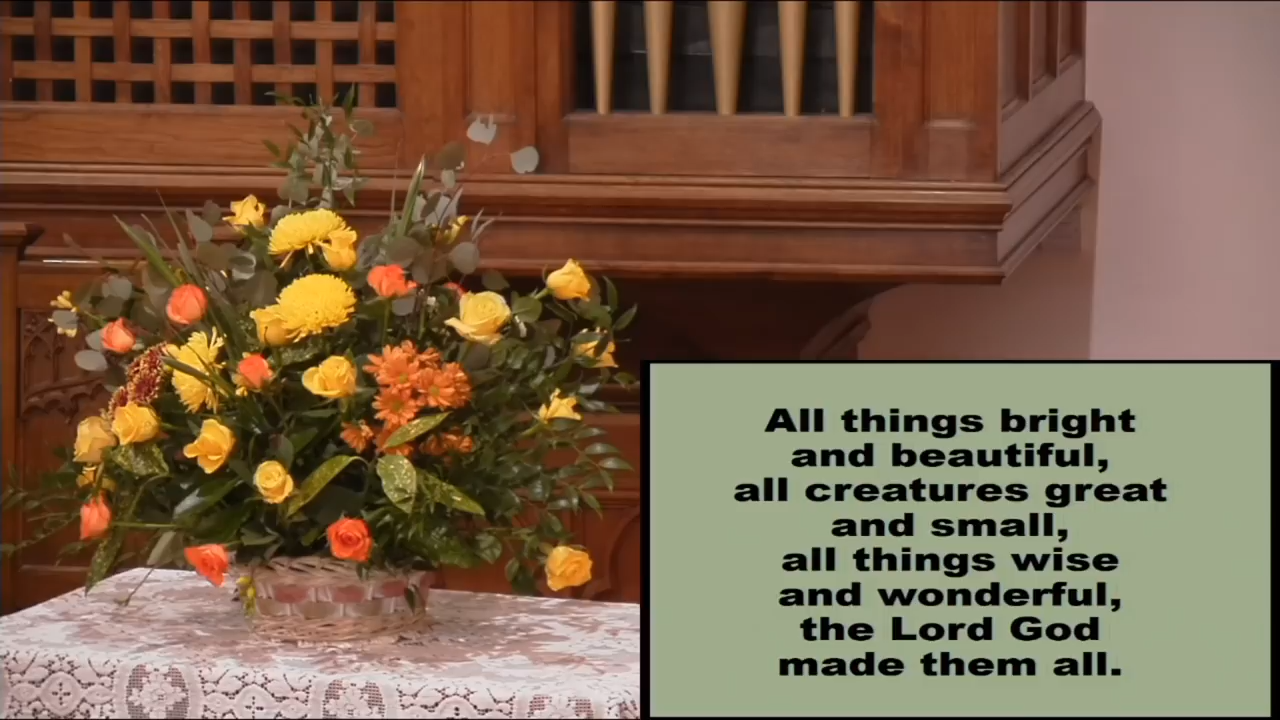 All things bright
and beautiful,
all creatures great
and small,
all things wise
and wonderful,
the Lord God
made them all.